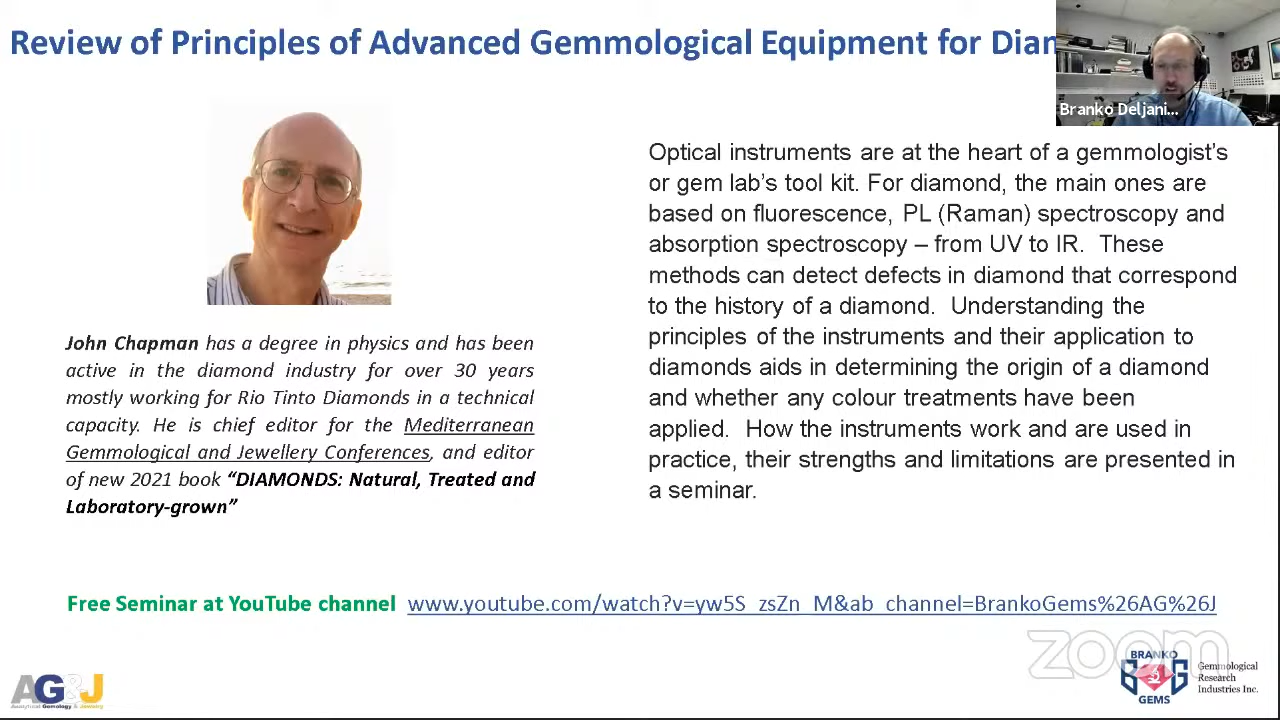 Review of Principles of Advanced Gemmological Equipment for Diam
Branko Deljani...
Optical instruments are at the heart of a gemmologist's
or gem lab's tool kit. For diamond, the main ones are
based on fluorescence, PL (Raman) spectroscopy and
absorption spectroscopy – from UV to IR.  These
methods can detect defects in diamond that correspond
to the history of a diamond.  Understanding the
principles of the instruments and their application to
diamonds aids in determining the origin of a diamond
and whether any colour treatments have been
applied.  How the instruments work and are used in
practice, their strengths and limitations are presented in
a seminar.
John Chapman has a degree in physics and has been
active in the diamond industry for over 30 years
mostly working for Rio Tinto Diamonds in a technical
capacity. He is chief editor for the Mediterranean
Gemmological and Jewellery Conferences, and editor
of new 2021 book “DIAMONDS: Natural, Treated and
Laboratory-grown”
Free Seminar at YouTube channel www.youtube.com/watch?v=yw5S_zsZn_M&ab_channel=BrankoGems%26AG%26J
zoom
AG&J
Analytical Gemology & Jewelry
BRANKO
GEMS
Gemmological
Research
Industries Inc.